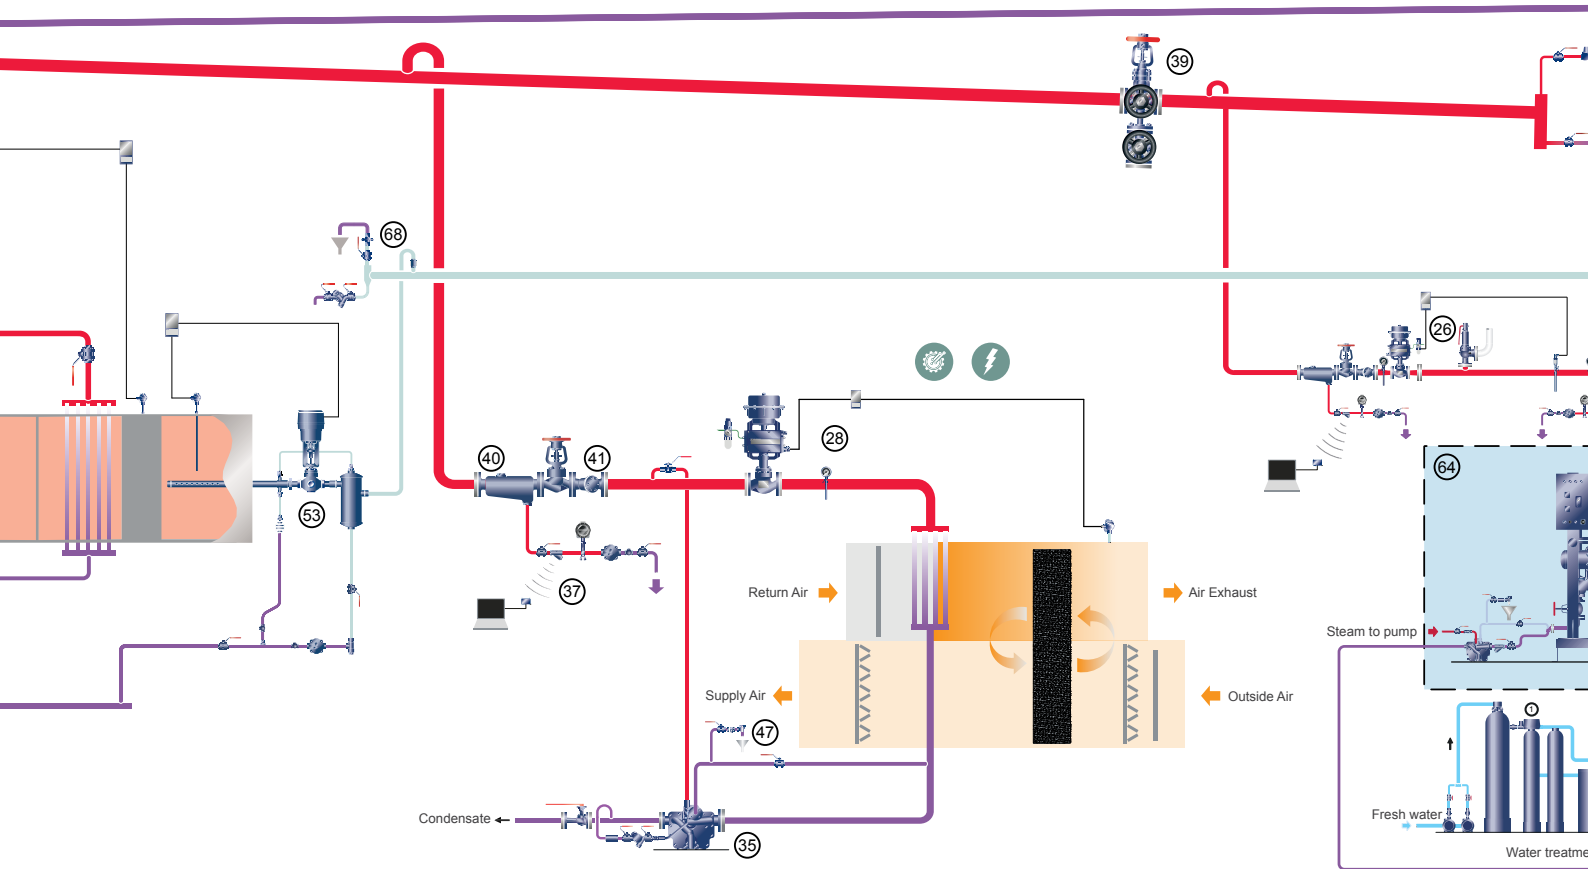 39
68
26
28
40
41
64
53
37
Return Air
Air Exhaust
Steam to pump
Supply Air
Outside Air
1
47
Fresh water
Condensate
35
Water treatme